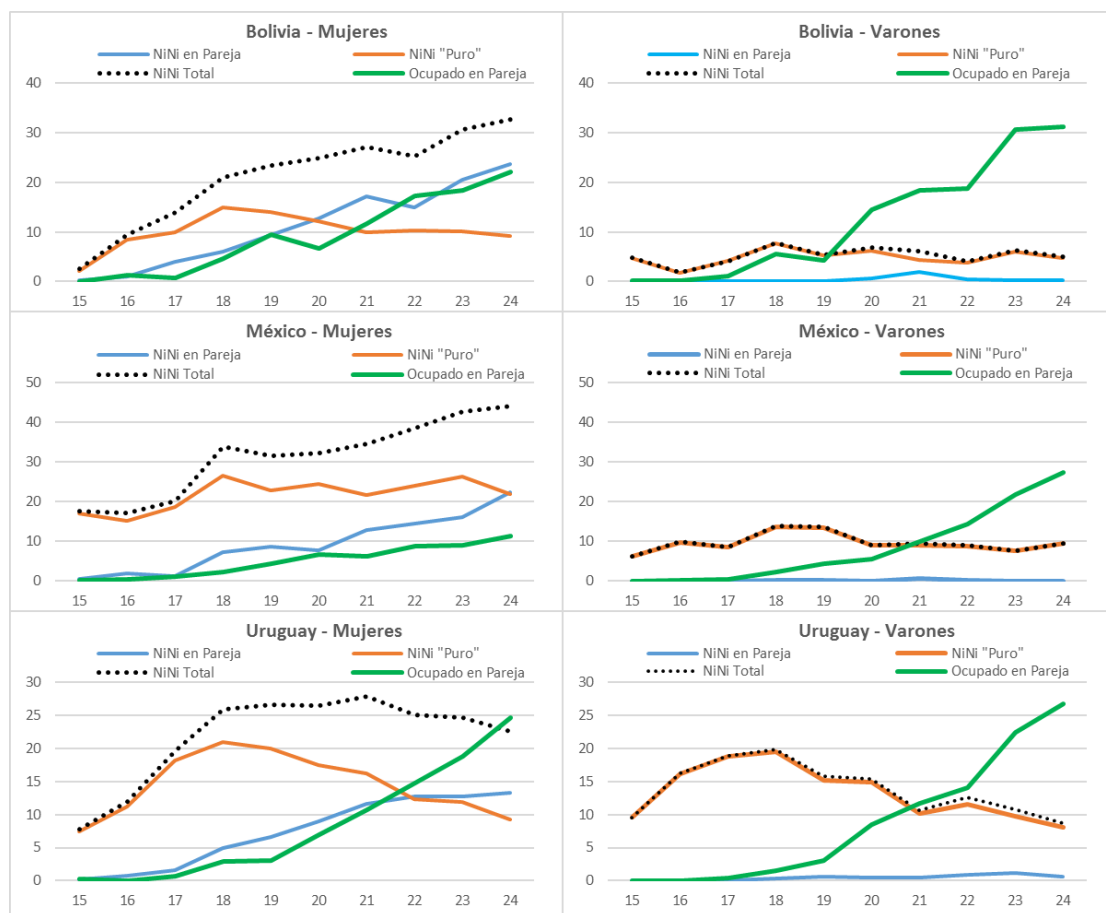 Bolivia - Mujeres
NiNi en Pareja NiNi "Puro"
NiNi Total Ocupado en Pareja
40
30
20
10
0
15 16 17 18 19 20 21 22 23 24
Bolivia - Varones
NiNi en Pareja NiNi "Puro"
NiNi Total Ocupado en Pareja
40
30
20
10
0
15 16 17 18 19 20 21 22 23 24
México - Mujeres
NiNi en Pareja NiNi "Puro"
NiNi Total Ocupado en Pareja
50
40
30
20
10
0
15 16 17 18 19 20 21 22 23 24
México - Varones
NiNi en Pareja NiNi "Puro"
NiNi Total Ocupado en Pareja
50
40
30
20
10
0
15 16 17 18 19 20 21 22 23 24
Uruguay - Mujeres
NiNi en Pareja NiNi "Puro"
NiNi Total Ocupado en Pareja
30
25
20
15
10
5
0
15 16 17 18 19 20 21 22 23 24
Uruguay - Varones
NiNi en Pareja NiNi "Puro"
NiNi Total Ocupado en Pareja
30
25
20
15
10
5
0
15 16 17 18 19 20 21 22 23 24